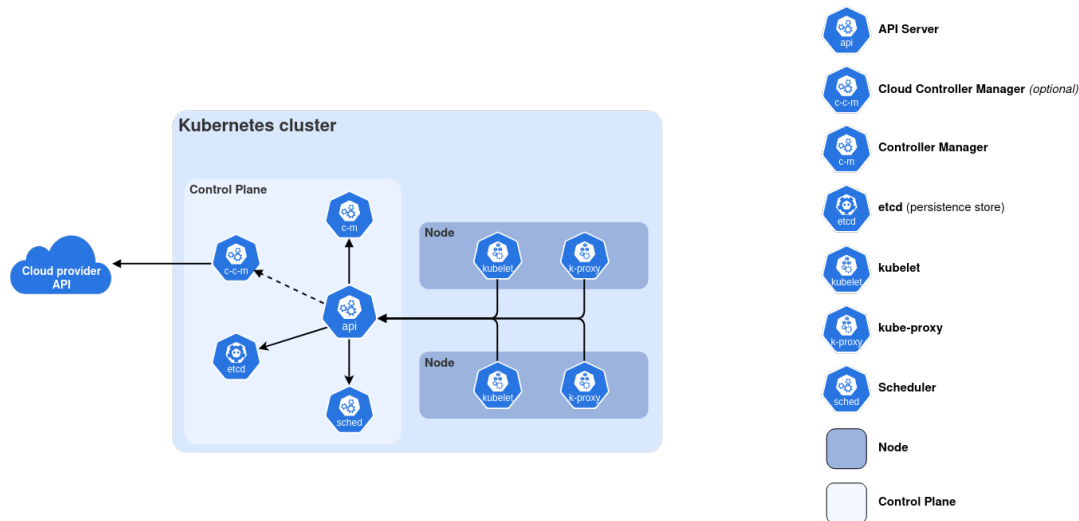 Kubernetes cluster
Control Plane
c-m
c-c-m
api
etcd
sched
Cloud provider
API
Node
kubelet
k-proxy
Node
kubelet
k-proxy
api
API Server
c-c-m
Cloud Controller Manager (optional)
c-m
Controller Manager
etcd
etcd (persistence store)
kubelet
kubelet
k-proxy
kube-proxy
sched
Scheduler
Node
Control Plane